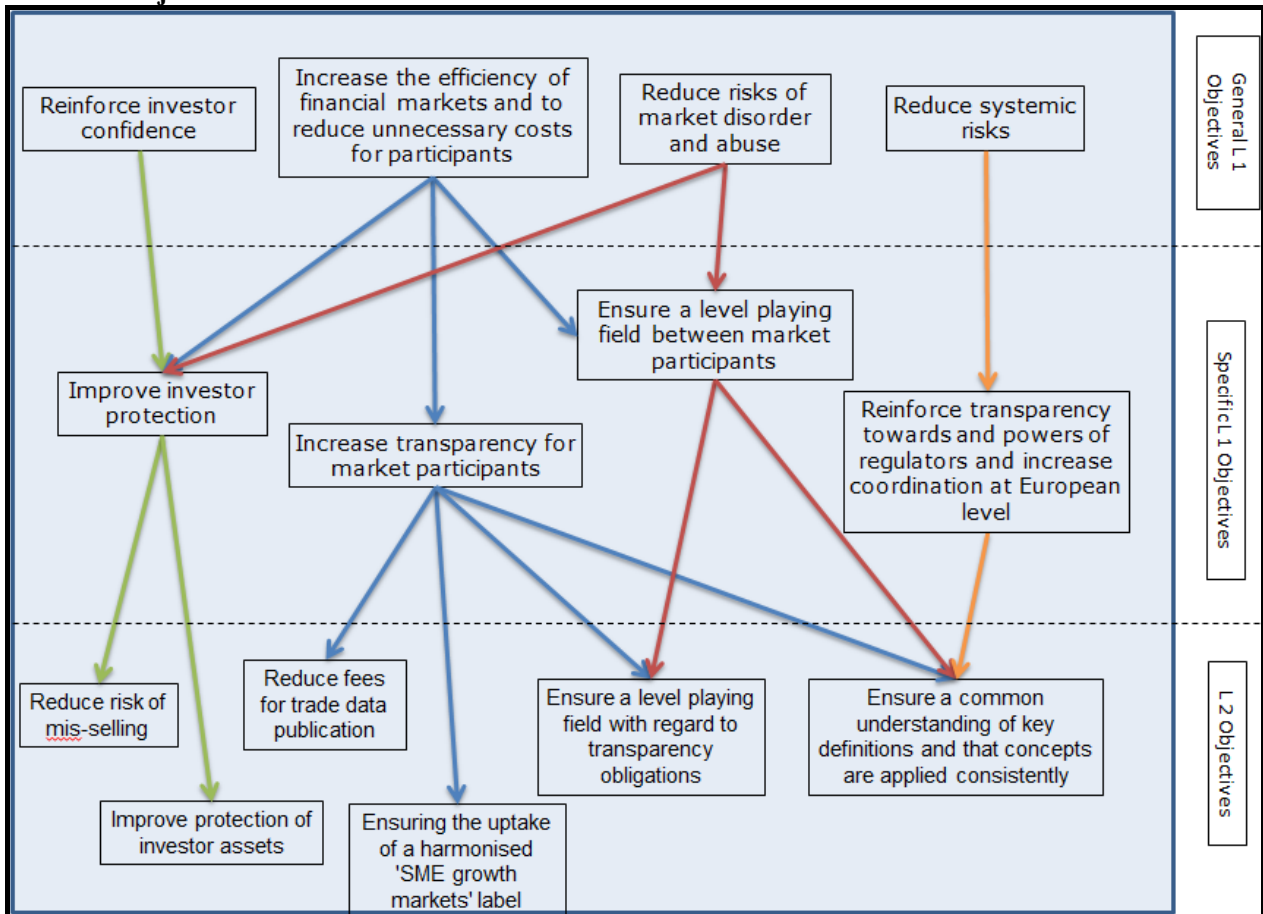 Reinforce investor
confidence
Increase the efficiency of
financial markets and to
reduce unnecessary costs
for participants
Reduce risks of
market disorder
and abuse
Reduce systemic
risks
General L 1
Objectives
Ensure a level playing
field between market
participants
Improve investor
protection
Increase transparency for
market participants
Reinforce transparency
towards and powers of
regulators and increase
coordination at European
level
Specific L 1 Objectives
Reduce risk of
mis-selling
Reduce fees
for trade data
publication
Ensure a level playing
field with regard to
transparency
obligations
Ensure a common
understanding of key
definitions and that concepts
are applied consistently
Improve protection of
investor assets
Ensuring the uptake
of a harmonised
'SME growth
markets' label
L 2 Objectives